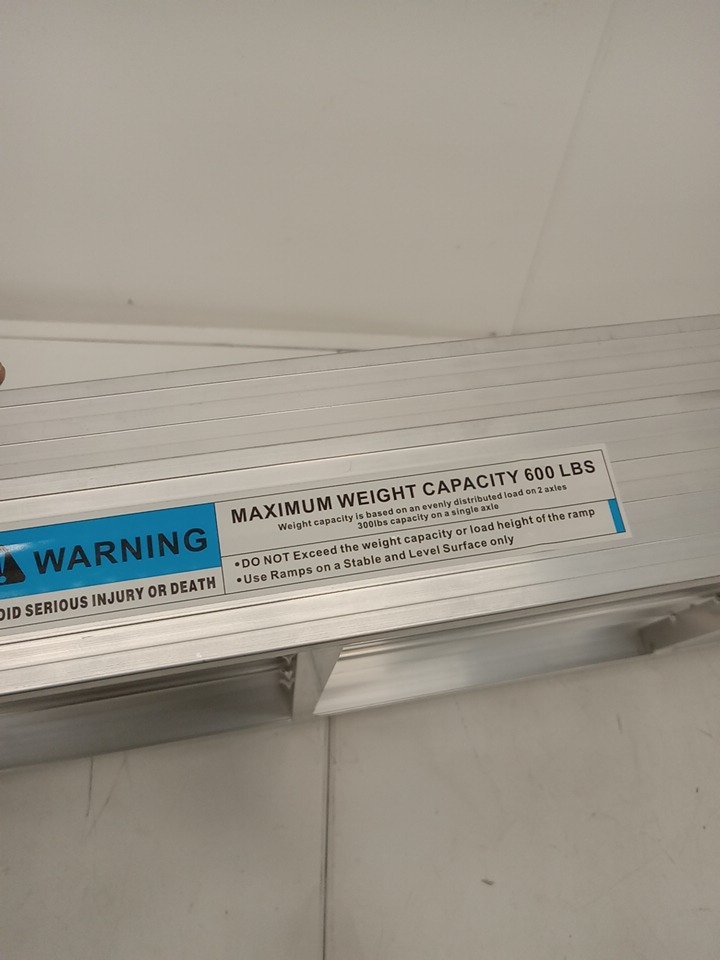 WARNING
SERIOUS INJURY OR DEATH
MAXIMUM WEIGHT CAPACITY 600 LBS
Weight capacity is based on an evenly distributed load on 2 axles
300lbs capacity on a single axle
•DO NOT Exceed the weight capacity or load height of the ramp
•Use Ramps on a Stable and Level Surface only